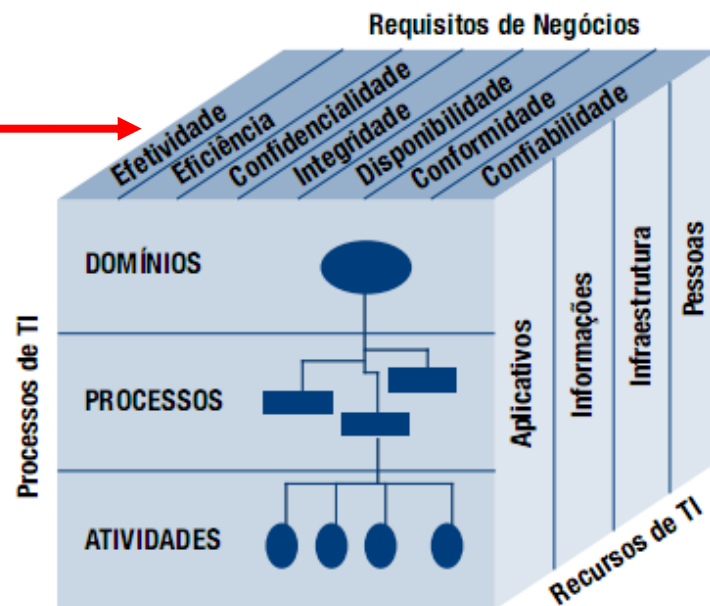 Requisitos de Negócios
Efetividade
Eficiência
Confidencialidade
Integridade
Disponibilidade
Conformidade
Confiabilidade
Processos de TI
DOMÍNIOS
PROCESSOS
ATIVIDADES
Aplicativos
Informações
Infraestrutura
Pessoas
Recursos de TI